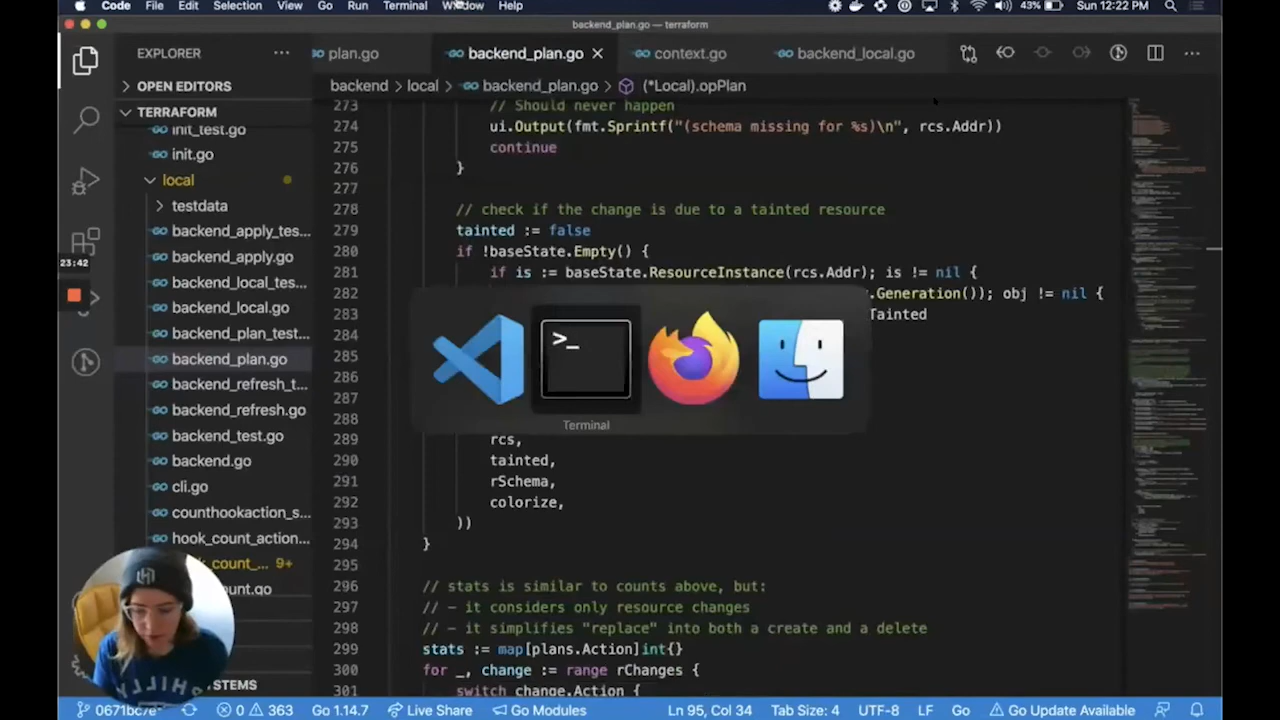 Code File Edit Selection View Go Run Terminal Window Help 43% Sun 12:22 PM
backend_plan.go — terraform
EXPLORER
plan.go backend_plan.go context.go backend_local.go
OPEN EDITORS
backend > local > backend_plan.go > (*Local).opPlan
TERRAFORM
init_test.go
init.go
local
testdata
backend_apply_tes...
backend_apply.go
backend_local_tes...
backend_local.go
backend_plan_test...
backend_plan.go
backend_refresh_t...
backend_refresh.go
backend_test.go
backend.go
cli.go
counthookaction_s...
hook_count_action...
k_count_... 9+
ount.go
23:42
273 // Should never happen
274 ui.Output(fmt.Sprintf("(schema missing for %s)\n", rcs.Addr))
275 continue
276 }
277
278 // check if the change is due to a tainted resource
279 tainted := false
280 if !baseState.Empty() {
281 if is := baseState.ResourceInstance(rcs.Addr); is != nil {
282 .Generation()); obj != nil {
283 Tainted
284
285
286
287
288
289 rcs,
290 tainted,
291 rSchema,
292 colorize,
293 ))
294 }
295
296 // stats is similar to counts above, but:
297 // - it considers only resource changes
298 // - it simplifies "replace" into both a create and a delete
299 stats := map[plans.Action]int{}
300 for _, change := range rChanges {
301 switch change.Action {
Terminal
PHILLY
YSTEMS
0671bc7e 0 363 Go 1.14.7 Live Share Go Modules Ln 95, Col 34 Tab Size: 4 UTF-8 LF Go Go Update Available